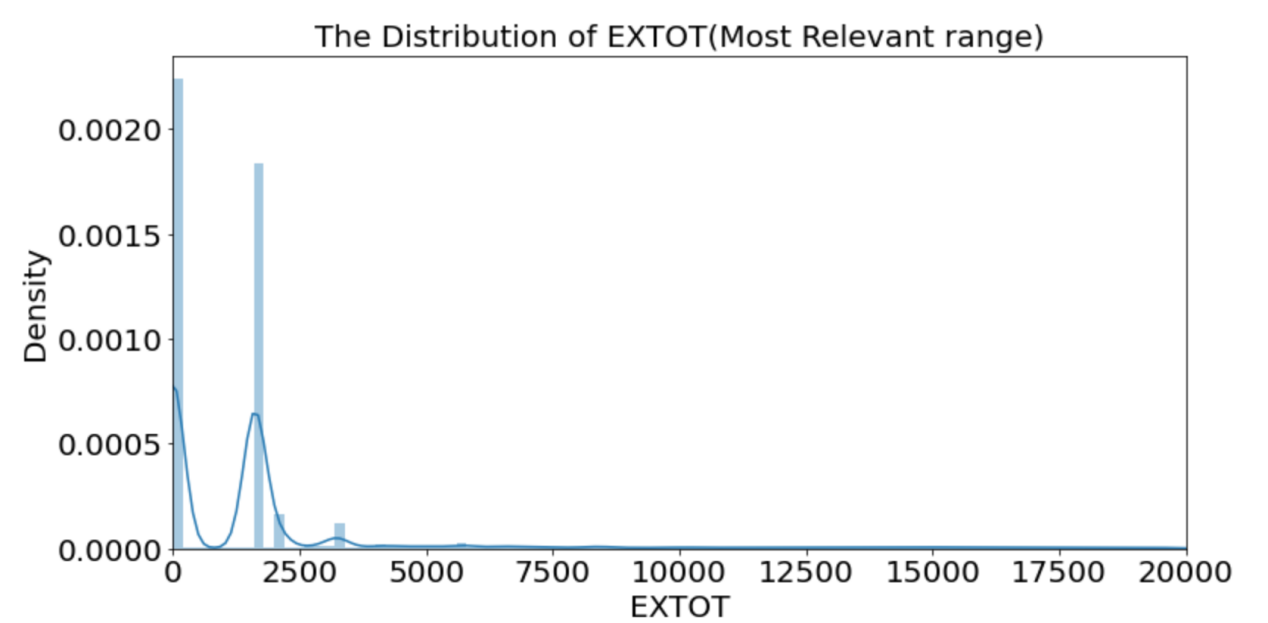 The Distribution of EXTOT(Most Relevant range)
Density
0.0020
0.0015
0.0010
0.0005
0.0000
0 2500 5000 7500 10000 12500 15000 17500 20000
EXTOT